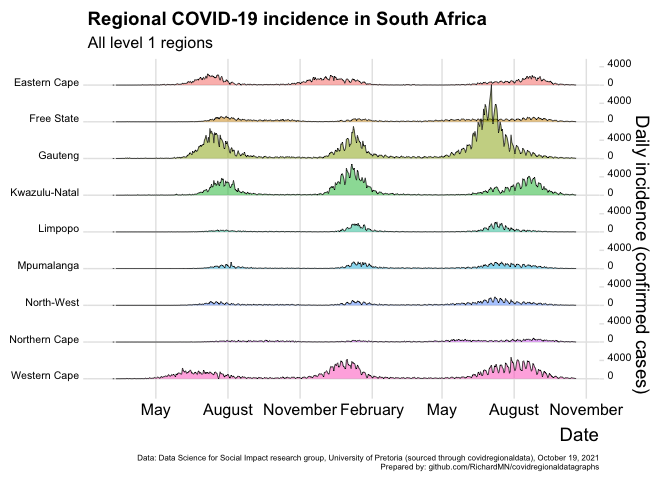 Regional COVID-19 incidence in South Africa
All level 1 regions
Eastern Cape
4000
0
Free State
4000
0
Gauteng
4000
0
Kwazulu-Natal
4000
0
Limpopo
4000
0
Mpumalanga
4000
0
North-West
4000
0
Northern Cape
4000
0
Western Cape
4000
0
Daily incidence (confirmed cases)
May August November February May August November
Date
Data: Data Science for Social Impact research group, University of Pretoria (sourced through covidregionaldata), October 19, 2021
Prepared by: github.com/RichardMN/covidregionaldatagraphs